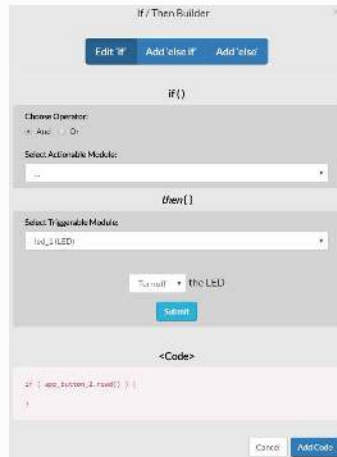 If / Then Builder
Edit 'if' Add 'else if' Add 'else'
if ( )
Choose Operator:
And Or
Select Actionable Module:
...
then { }
Select Triggerable Module:
led_1 (LED)
Turn off the LED
Submit
<Code>
if ( app_button_2.read() ) {
}
Cancel Add Code